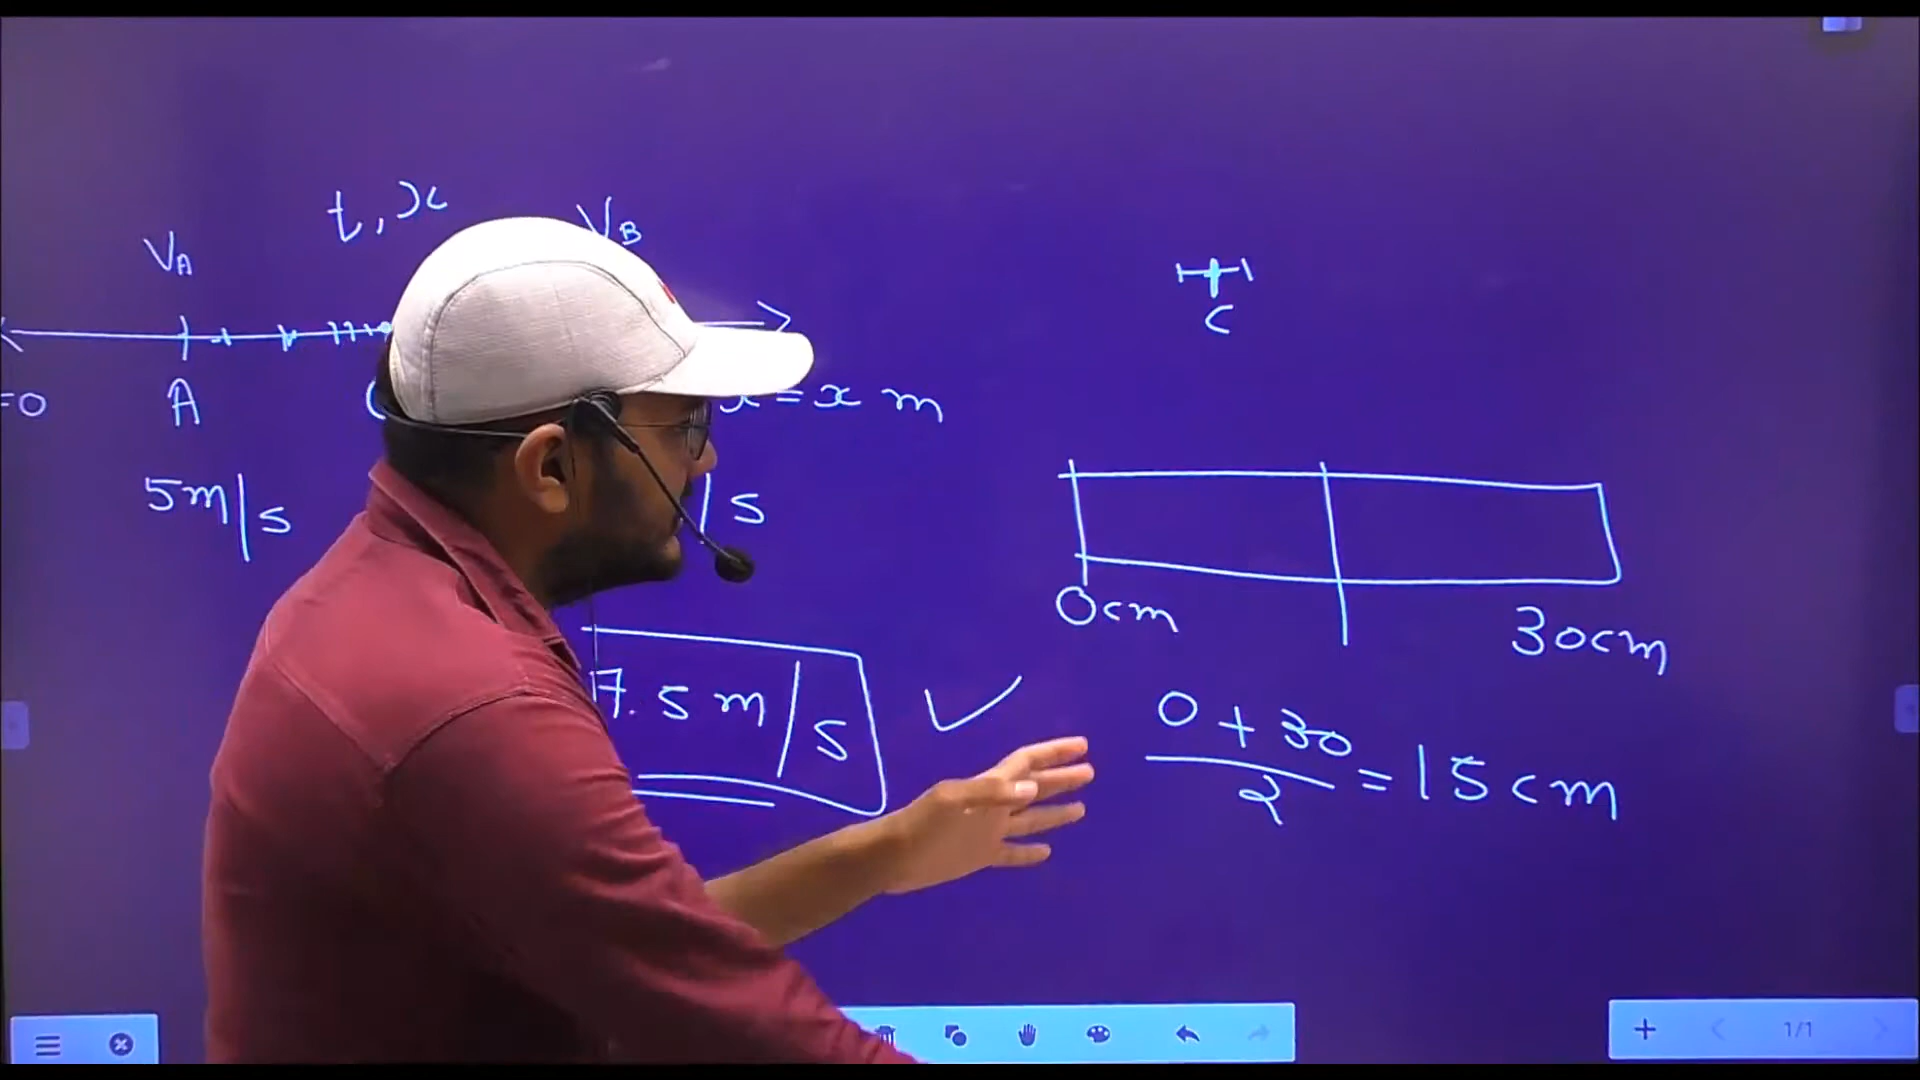 t, x
VA
VB
=0
A
x = x m
5m/s
/s
7.5 m/s
C
0cm
30cm
0 + 30
2
= 15 cm
1/1